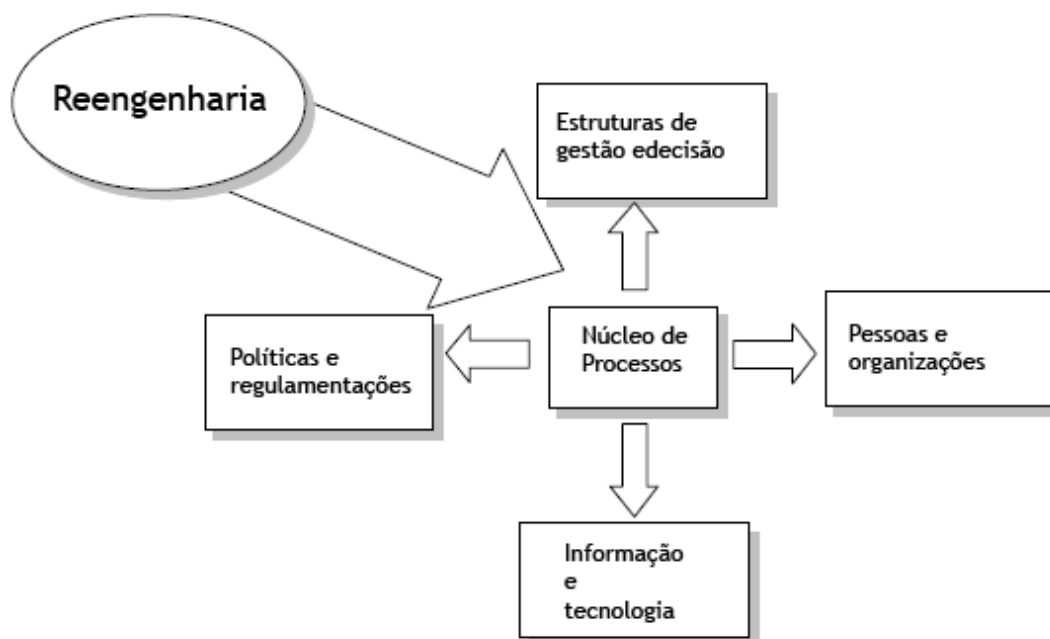 Reengenharia
Estruturas de
gestão edecisão
Políticas e
regulamentações
Núcleo de
Processos
Pessoas e
organizações
Informação
e
tecnologia